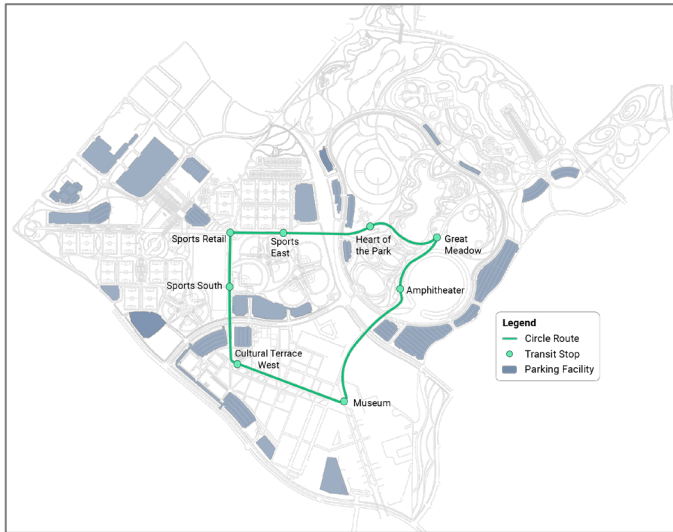 Sports Retail
Sports
East
Heart of
the Park
Great
Meadow
Sports South
Amphitheater
Cultural Terrace
West
Museum
Legend
Circle Route
Transit Stop
Parking Facility